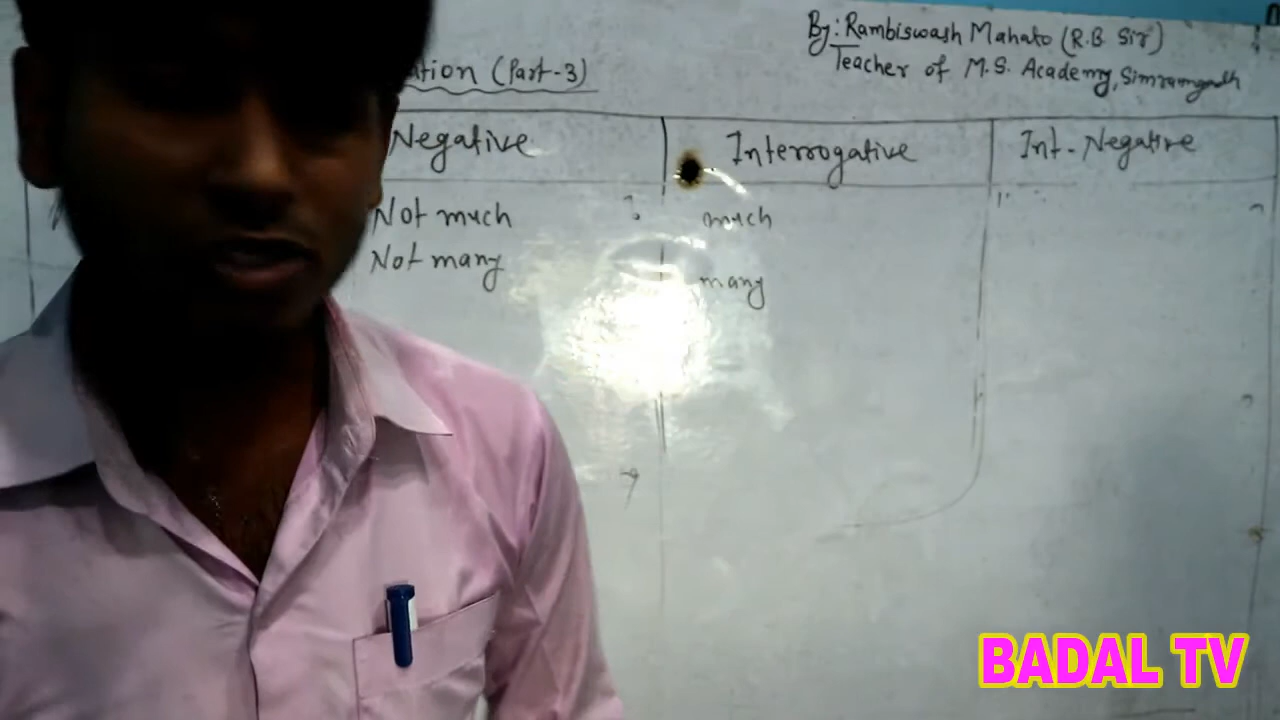 By: Rambiswash Mahato (R.B. Sir)
Teacher of M.S. Academy, Simraungadh
ation (Part-3)
Negative Interrogative Int-Negative
Not much much
Not many many
BADAL TV